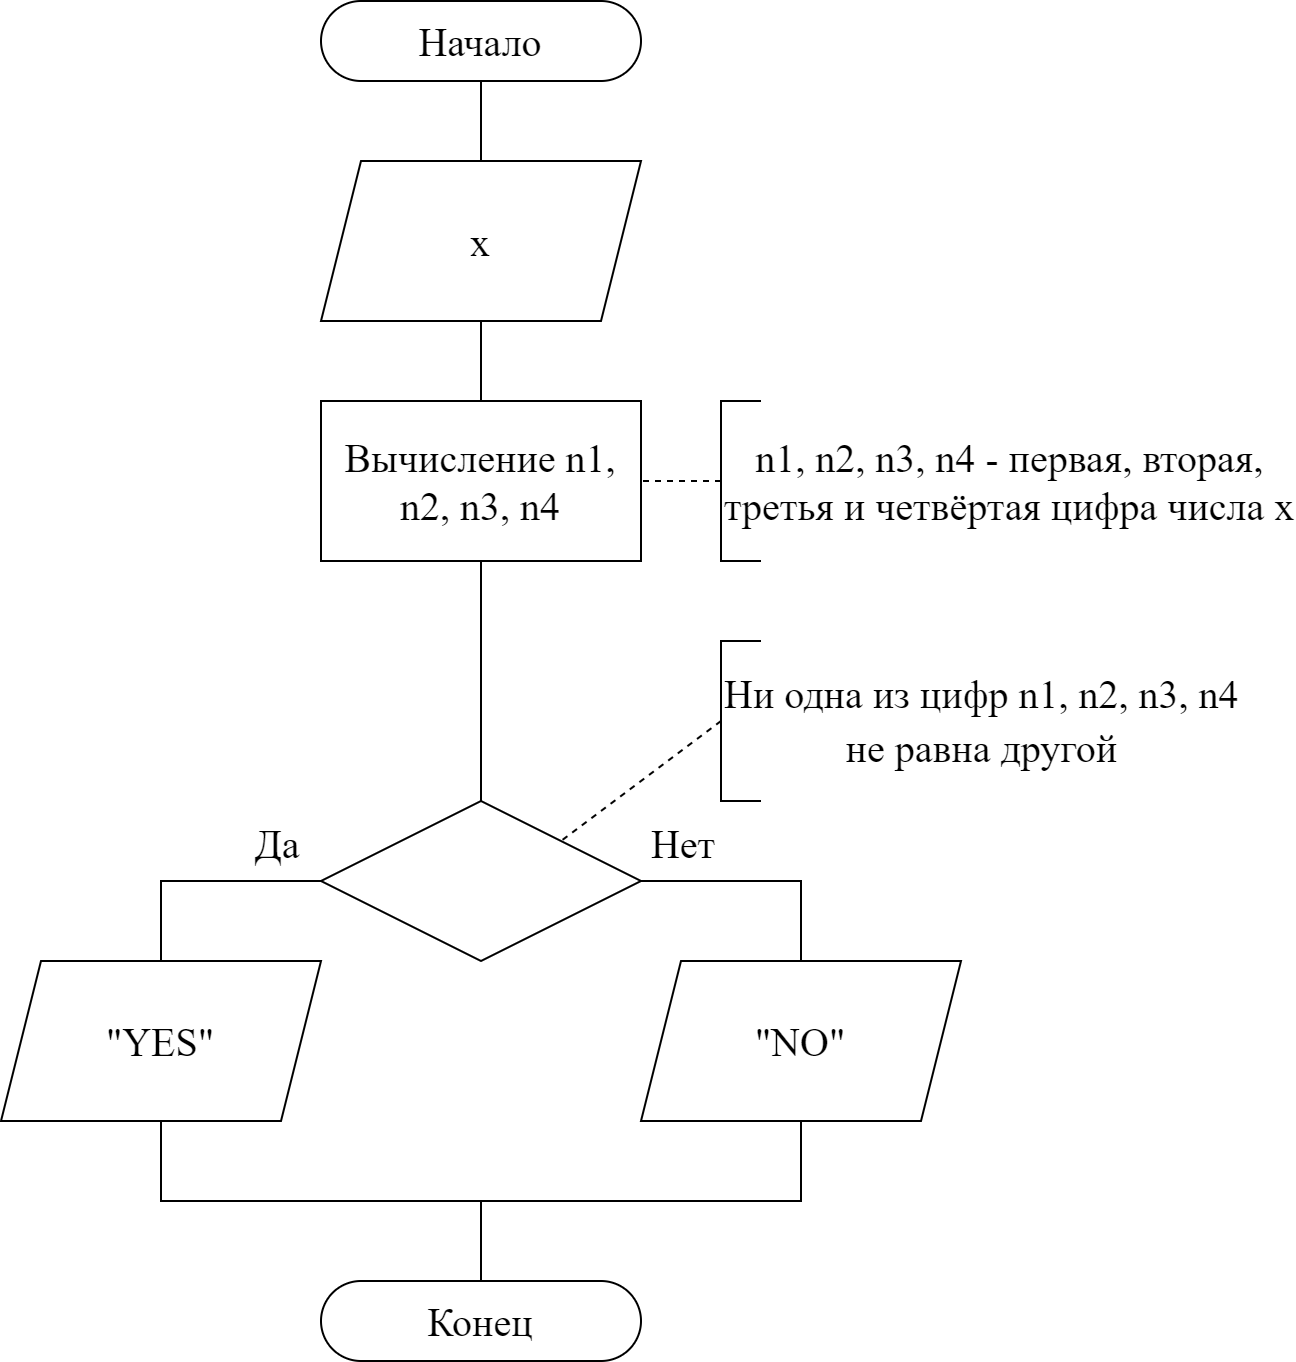 Начало
x
Вычисление n1,
n2, n3, n4
n1, n2, n3, n4 - первая, вторая,
третья и четвёртая цифра числа x
Ни одна из цифр n1, n2, n3, n4
не равна другой
Да
Нет
"YES"
"NO"
Конец